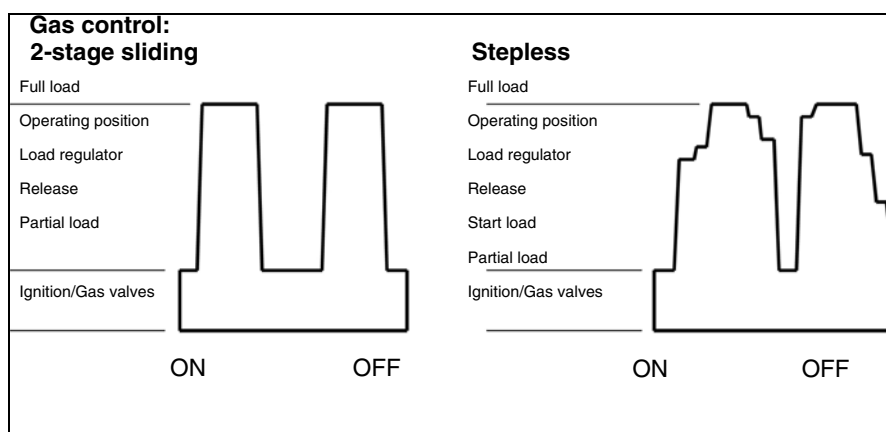 Gas control:
2-stage sliding
Full load
Operating position
Load regulator
Release
Partial load
Ignition/Gas valves
ON OFF
Stepless
Full load
Operating position
Load regulator
Release
Start load
Partial load
Ignition/Gas valves
ON OFF